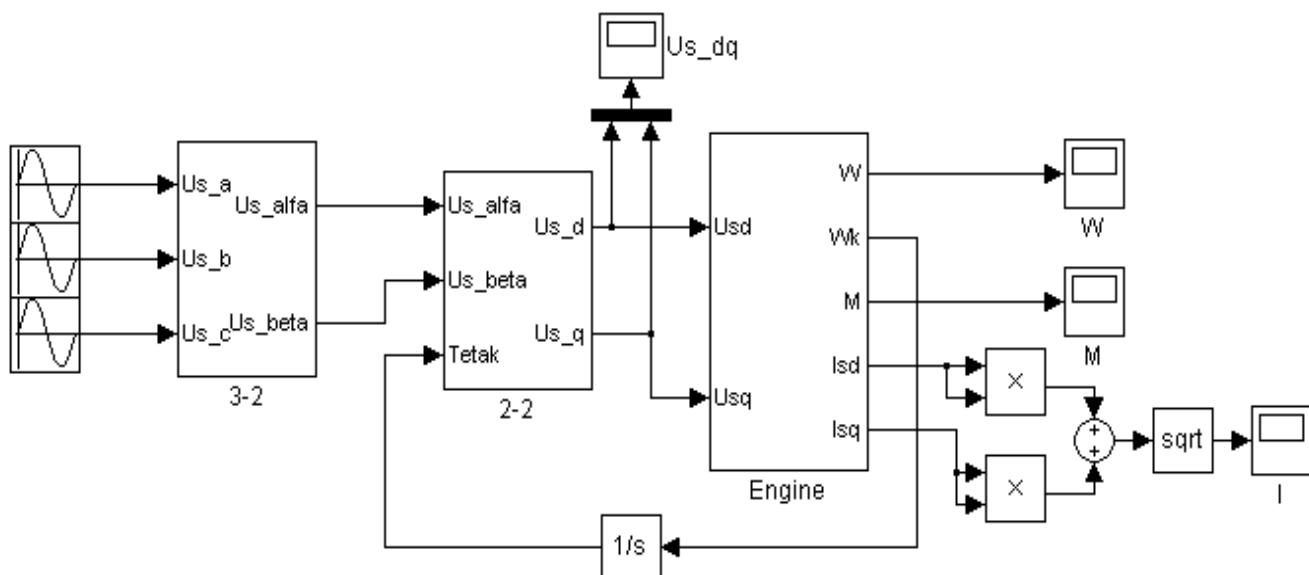 Us_dq
Us_a
Us_b
Us_c
Us_alfa
Us_beta
3-2
Us_alfa
Us_beta
Tetak
Us_d
Us_q
2-2
Usd
Usq
W
Wk
M
Isd
Isq
Engine
W
M
×
×
+
+
sqrt
I
1/s